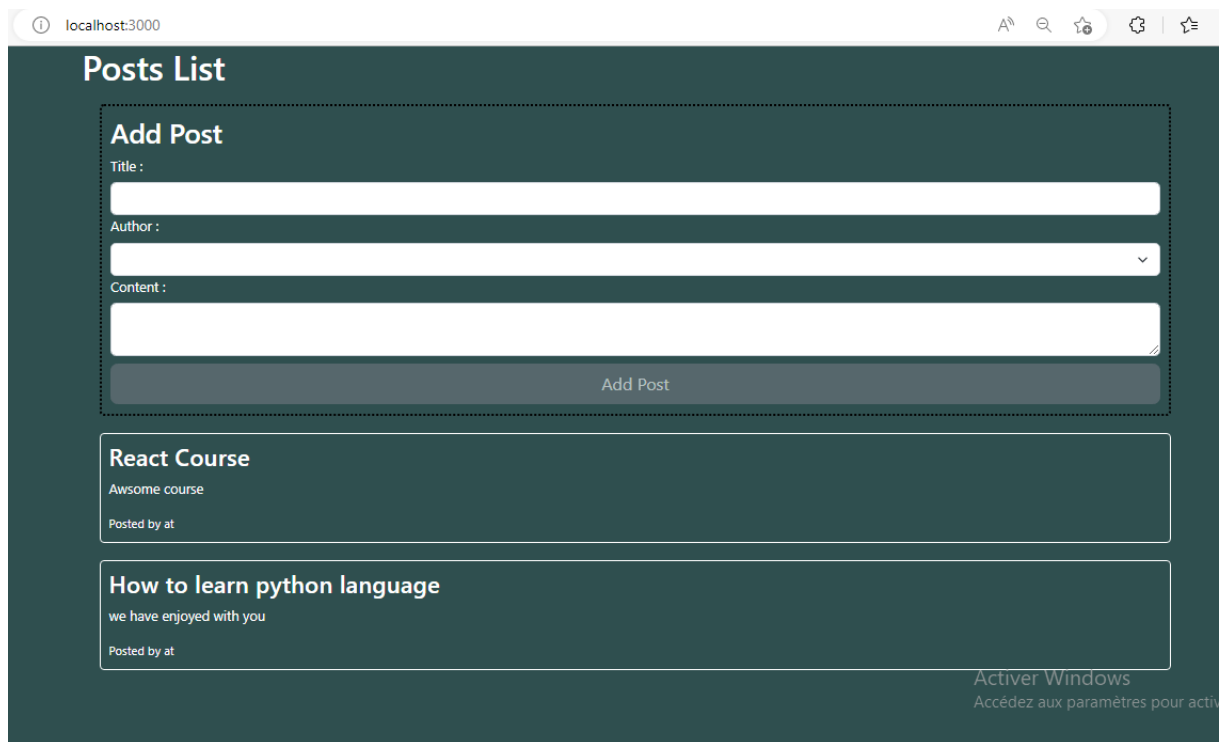 localhost:3000
Posts List
Add Post
Title :
Author :
Content :
Add Post
React Course
Awsome course
Posted by at
How to learn python language
we have enjoyed with you
Posted by at
Activer Windows
Accédez aux paramètres pour activ